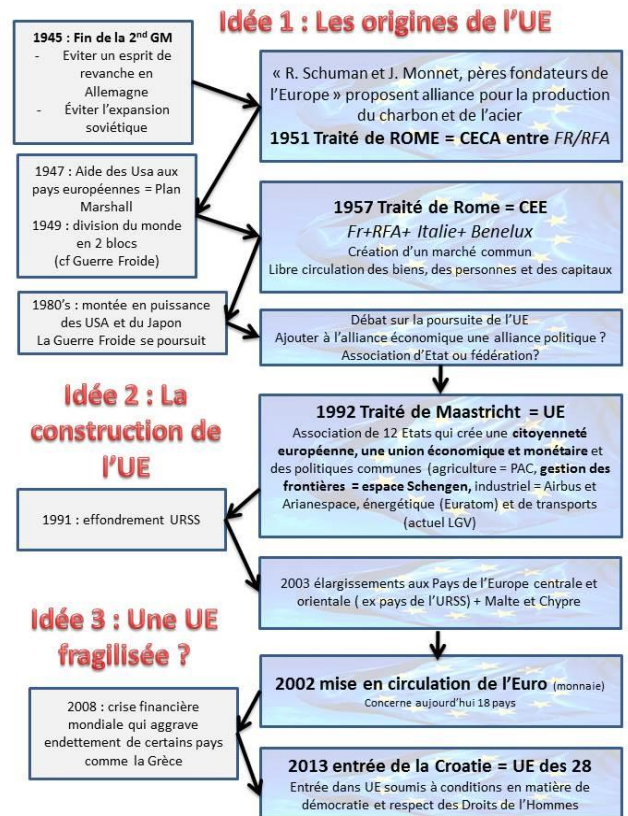 Idée 1 : Les origines de l'UE
1945 : Fin de la 2nd GM
- Eviter un esprit de
revanche en
Allemagne
- Éviter l'expansion
soviétique
« R. Schuman et J. Monnet, pères fondateurs de
l'Europe » proposent alliance pour la production
du charbon et de l'acier
1951 Traité de ROME = CECA entre FR/RFA
1947 : Aide des Usa aux
pays européennes = Plan
Marshall
1949 : division du monde
en 2 blocs
(cf Guerre Froide)
1957 Traité de Rome = CEE
Fr+RFA+ Italie+ Benelux
Création d'un marché commun
Libre circulation des biens, des personnes et des capitaux
1980's : montée en puissance
des USA et du Japon
La Guerre Froide se poursuit
Débat sur la poursuite de l'UE
Ajouter à l'alliance économique une alliance politique ?
Association d'Etat ou fédération?
Idée 2 : La
construction de
l'UE
1992 Traité de Maastricht = UE
Association de 12 Etats qui crée une citoyenneté
européenne, une union économique et monétaire et
des politiques communes (agriculture = PAC, gestion des
frontières = espace Schengen, industriel = Airbus et
Arianespace, énergétique (Euratom) et de transports
(actuel LGV)
1991 : effondrement URSS
2003 élargissements aux Pays de l'Europe centrale et
orientale ( ex pays de l'URSS) + Malte et Chypre
Idée 3 : Une UE
fragilisée ?
2002 mise en circulation de l'Euro (monnaie)
Concerne aujourd'hui 18 pays
2008 : crise financière
mondiale qui aggrave
endettement de certains pays
comme la Grèce
2013 entrée de la Croatie = UE des 28
Entrée dans UE soumis à conditions en matière de
démocratie et respect des Droits de l'Hommes